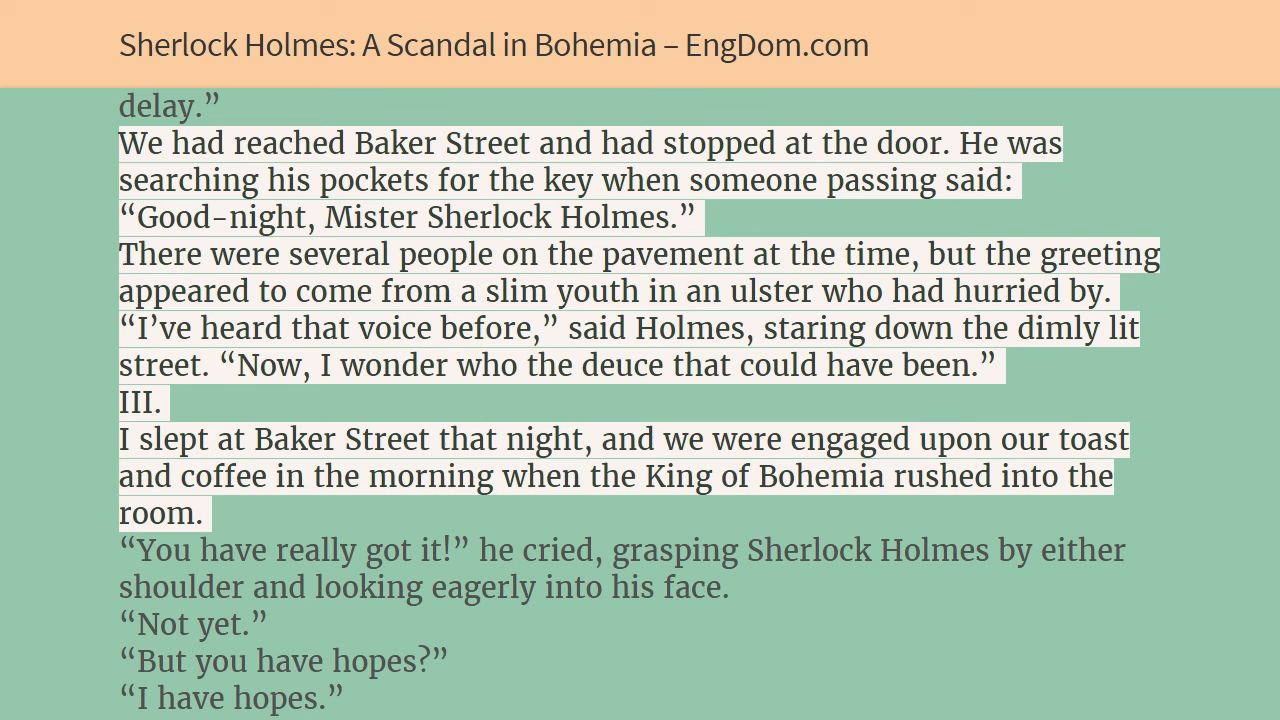 Sherlock Holmes: A Scandal in Bohemia – EngDom.com
delay.”
We had reached Baker Street and had stopped at the door. He was
searching his pockets for the key when someone passing said:
“Good-night, Mister Sherlock Holmes.”
There were several people on the pavement at the time, but the greeting
appeared to come from a slim youth in an ulster who had hurried by.
“I’ve heard that voice before,” said Holmes, staring down the dimly lit
street. “Now, I wonder who the deuce that could have been.”
III.
I slept at Baker Street that night, and we were engaged upon our toast
and coffee in the morning when the King of Bohemia rushed into the
room.
“You have really got it!” he cried, grasping Sherlock Holmes by either
shoulder and looking eagerly into his face.
“Not yet.”
“But you have hopes?”
“I have hopes.”